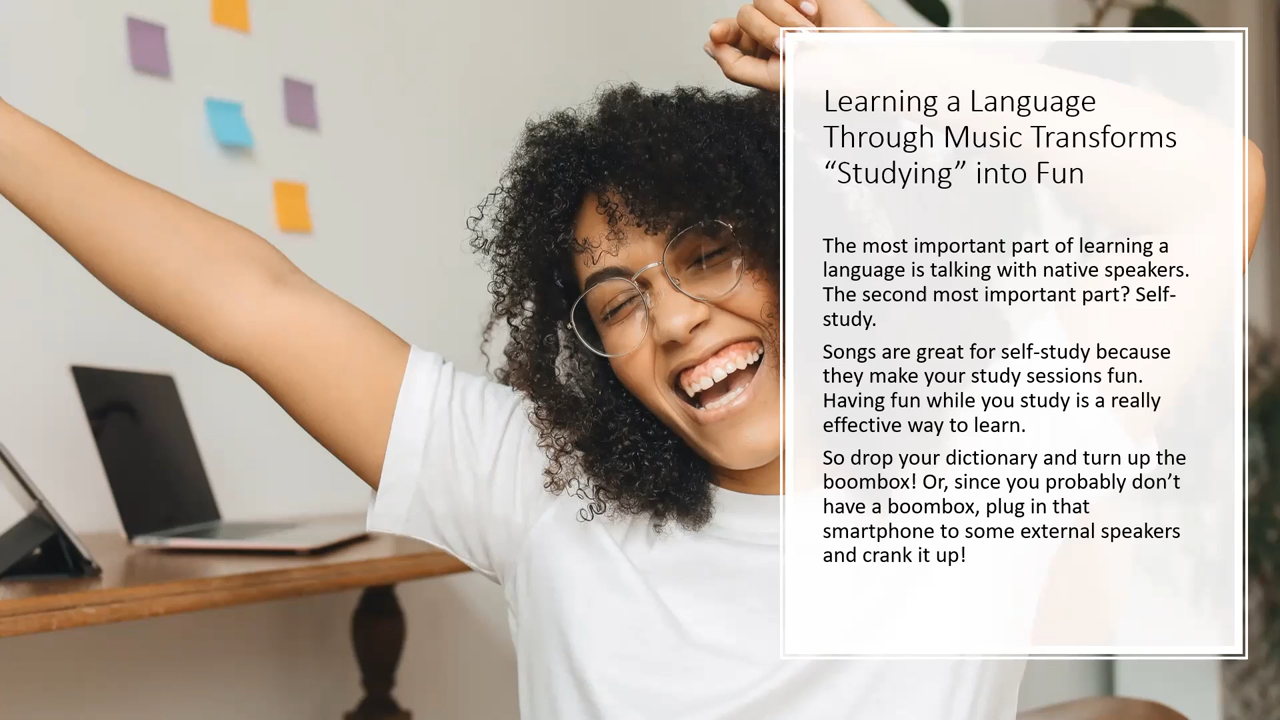 Learning a Language
Through Music Transforms
“Studying” into Fun
The most important part of learning a
language is talking with native speakers.
The second most important part? Self-
study.
Songs are great for self-study because
they make your study sessions fun.
Having fun while you study is a really
effective way to learn.
So drop your dictionary and turn up the
boombox! Or, since you probably don’t
have a boombox, plug in that
smartphone to some external speakers
and crank it up!